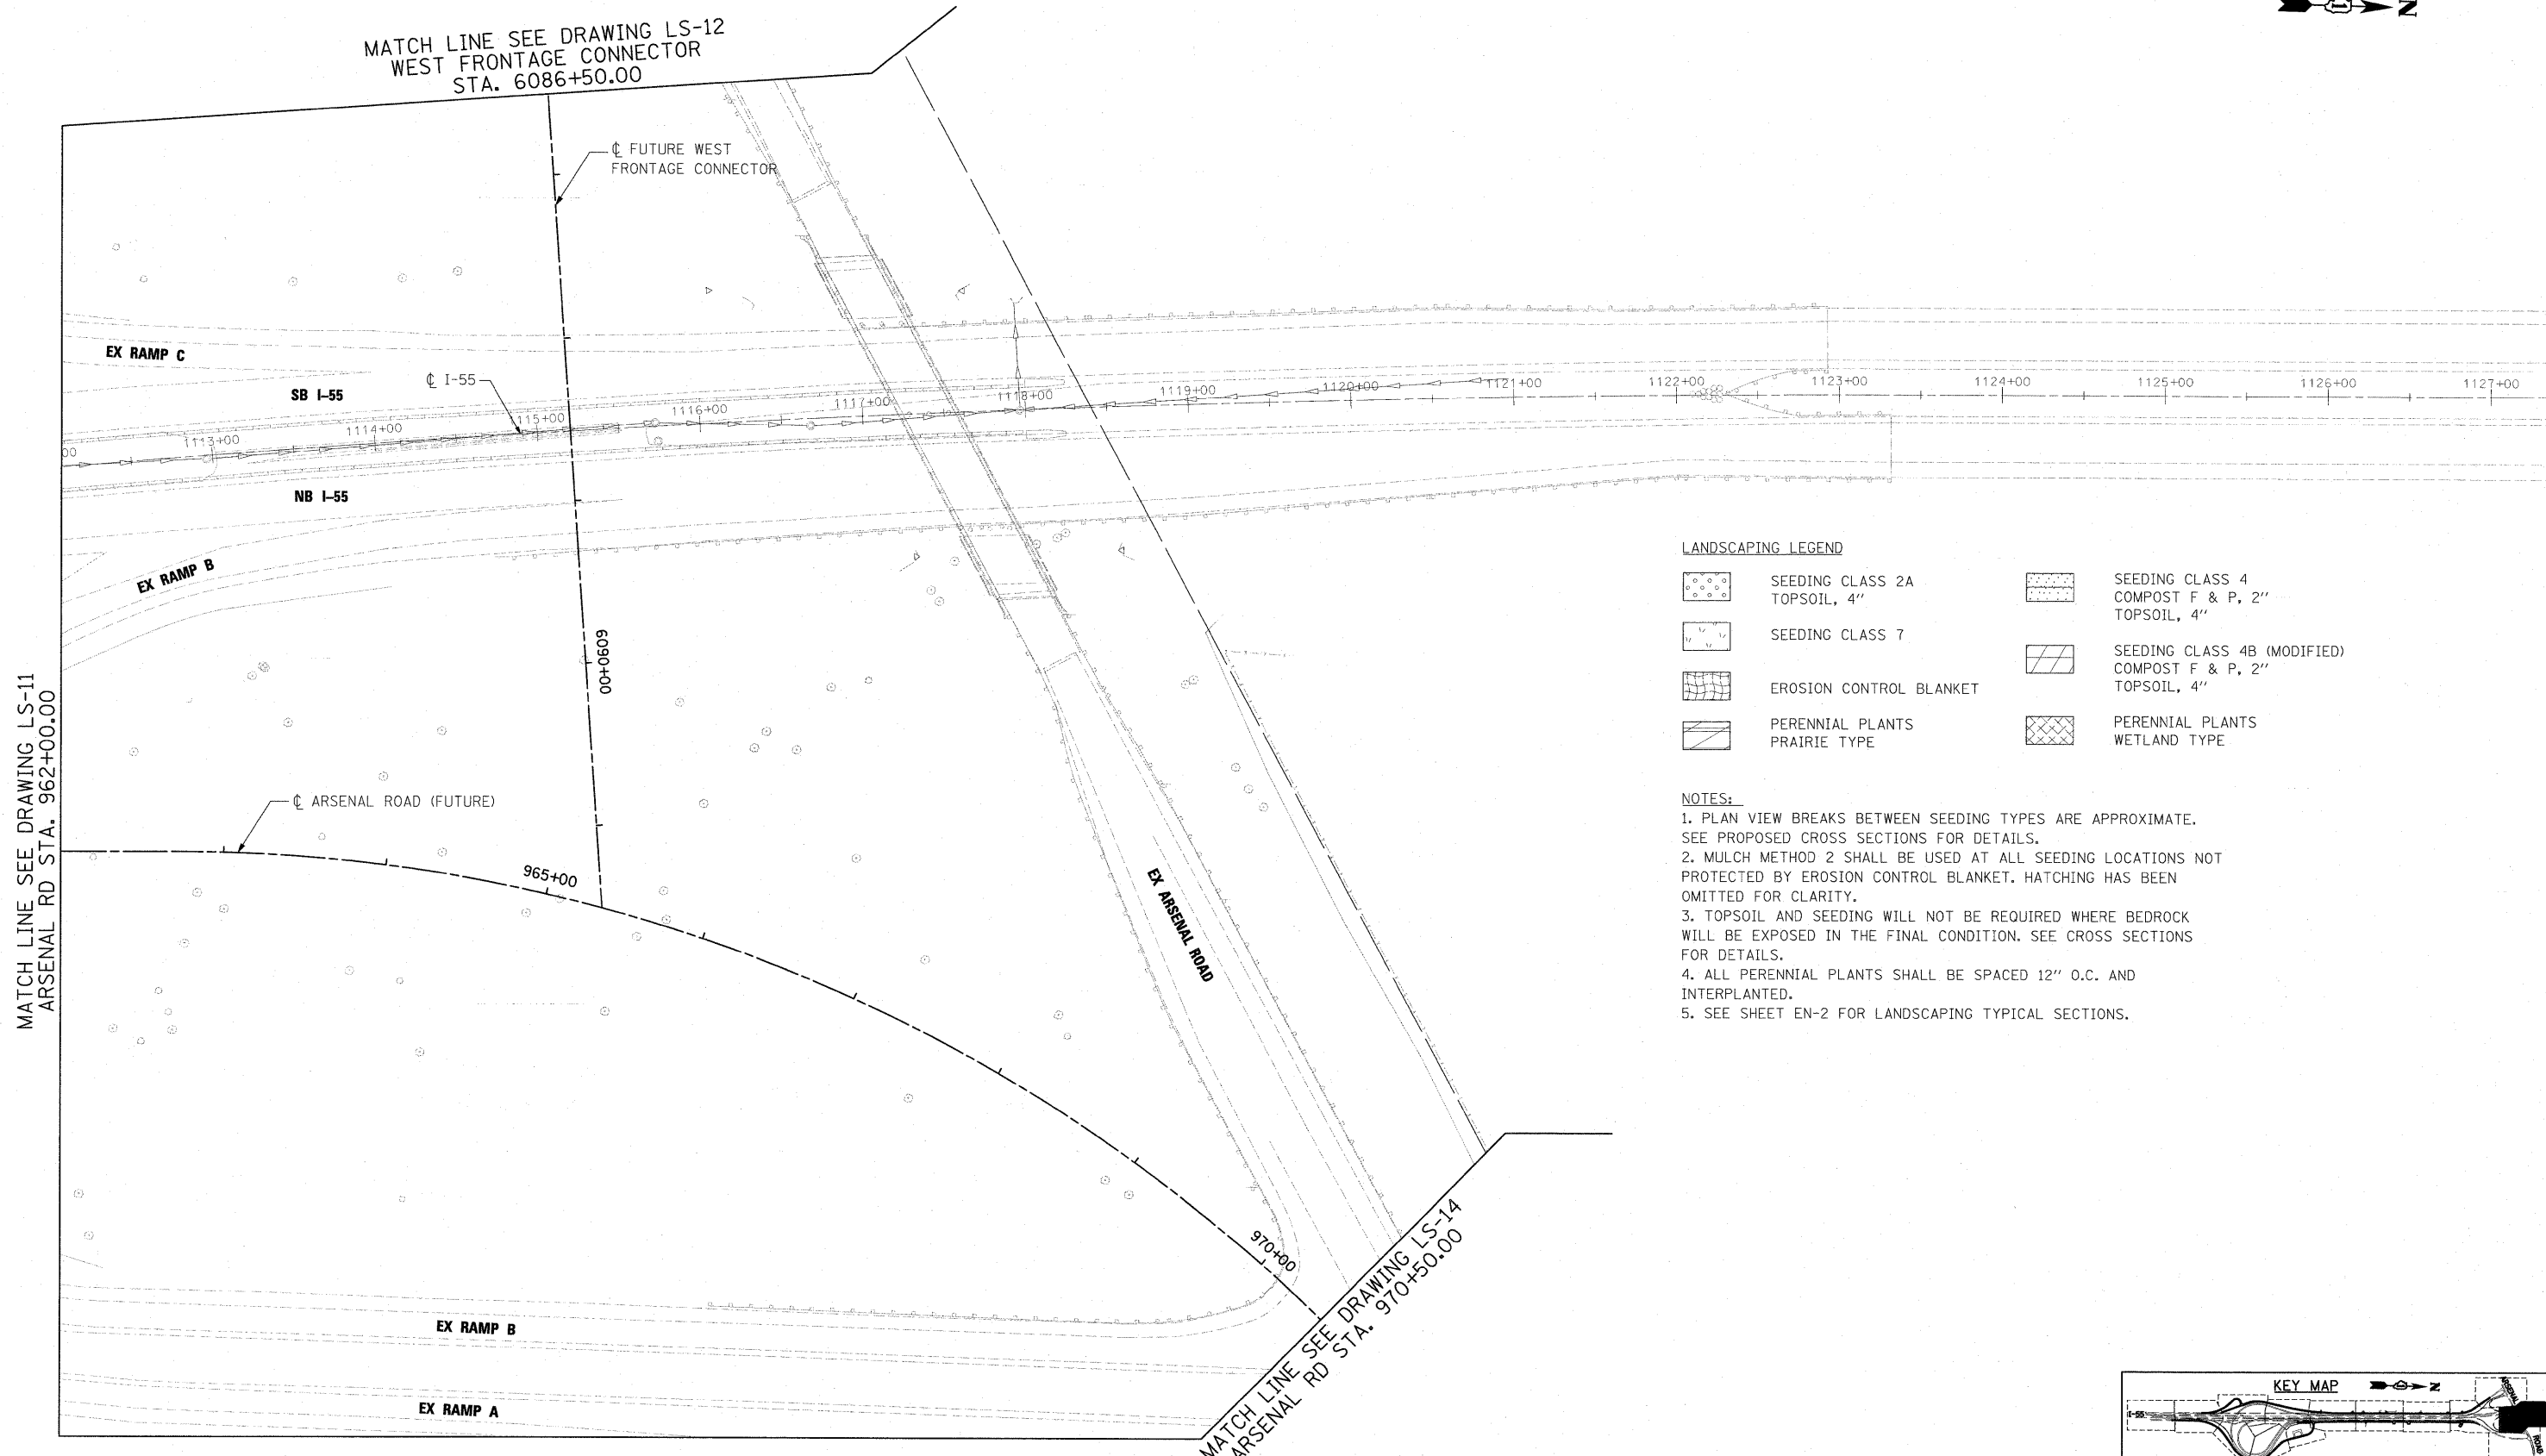 N
MATCH LINE SEE DRAWING LS-12
WEST FRONTAGE CONNECTOR
STA. 6086+50.00
℄ FUTURE WEST
FRONTAGE CONNECTOR
EX RAMP C
SB I-55
℄ I-55
00
1113+00
1114+00
115+00
1116+00
1117+00
1118+00
1119+00
1120+00
1121+00
1122+00
1123+00
1124+00
1125+00
1126+00
1127+00
NB I-55
EX RAMP B
6090+00
MATCH LINE SEE DRAWING LS-11
ARSENAL RD STA. 962+00.00
℄ ARSENAL ROAD (FUTURE)
965+00
EX ARSENAL ROAD
970+00
MATCH LINE SEE DRAWING LS-14
ARSENAL RD STA. 970+50.00
EX RAMP B
EX RAMP A
LANDSCAPING LEGEND
SEEDING CLASS 2A
TOPSOIL, 4"
SEEDING CLASS 7
EROSION CONTROL BLANKET
PERENNIAL PLANTS
PRAIRIE TYPE
SEEDING CLASS 4
COMPOST F & P, 2"
TOPSOIL, 4"
SEEDING CLASS 4B (MODIFIED)
COMPOST F & P, 2"
TOPSOIL, 4"
PERENNIAL PLANTS
WETLAND TYPE
NOTES:
1. PLAN VIEW BREAKS BETWEEN SEEDING TYPES ARE APPROXIMATE.
SEE PROPOSED CROSS SECTIONS FOR DETAILS.
2. MULCH METHOD 2 SHALL BE USED AT ALL SEEDING LOCATIONS NOT
PROTECTED BY EROSION CONTROL BLANKET. HATCHING HAS BEEN
OMITTED FOR CLARITY.
3. TOPSOIL AND SEEDING WILL NOT BE REQUIRED WHERE BEDROCK
WILL BE EXPOSED IN THE FINAL CONDITION. SEE CROSS SECTIONS
FOR DETAILS.
4. ALL PERENNIAL PLANTS SHALL BE SPACED 12" O.C. AND
INTERPLANTED.
5. SEE SHEET EN-2 FOR LANDSCAPING TYPICAL SECTIONS.
KEY MAP
N
I-55
ARSENAL
ROAD